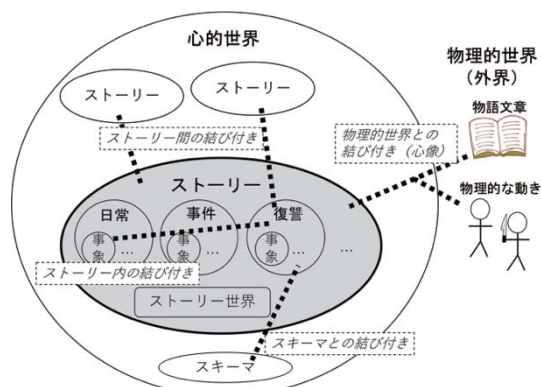 心的世界
物理的世界
（外界）
ストーリー
ストーリー
物語文章
ストーリー間の結び付き
物理的世界との
結び付き（心像）
ストーリー
物理的な動き
日常
事件
復讐
事象
…
事象
…
事象
…
…
ストーリー内の結び付き
ストーリー世界
スキーマとの結び付き
スキーマ